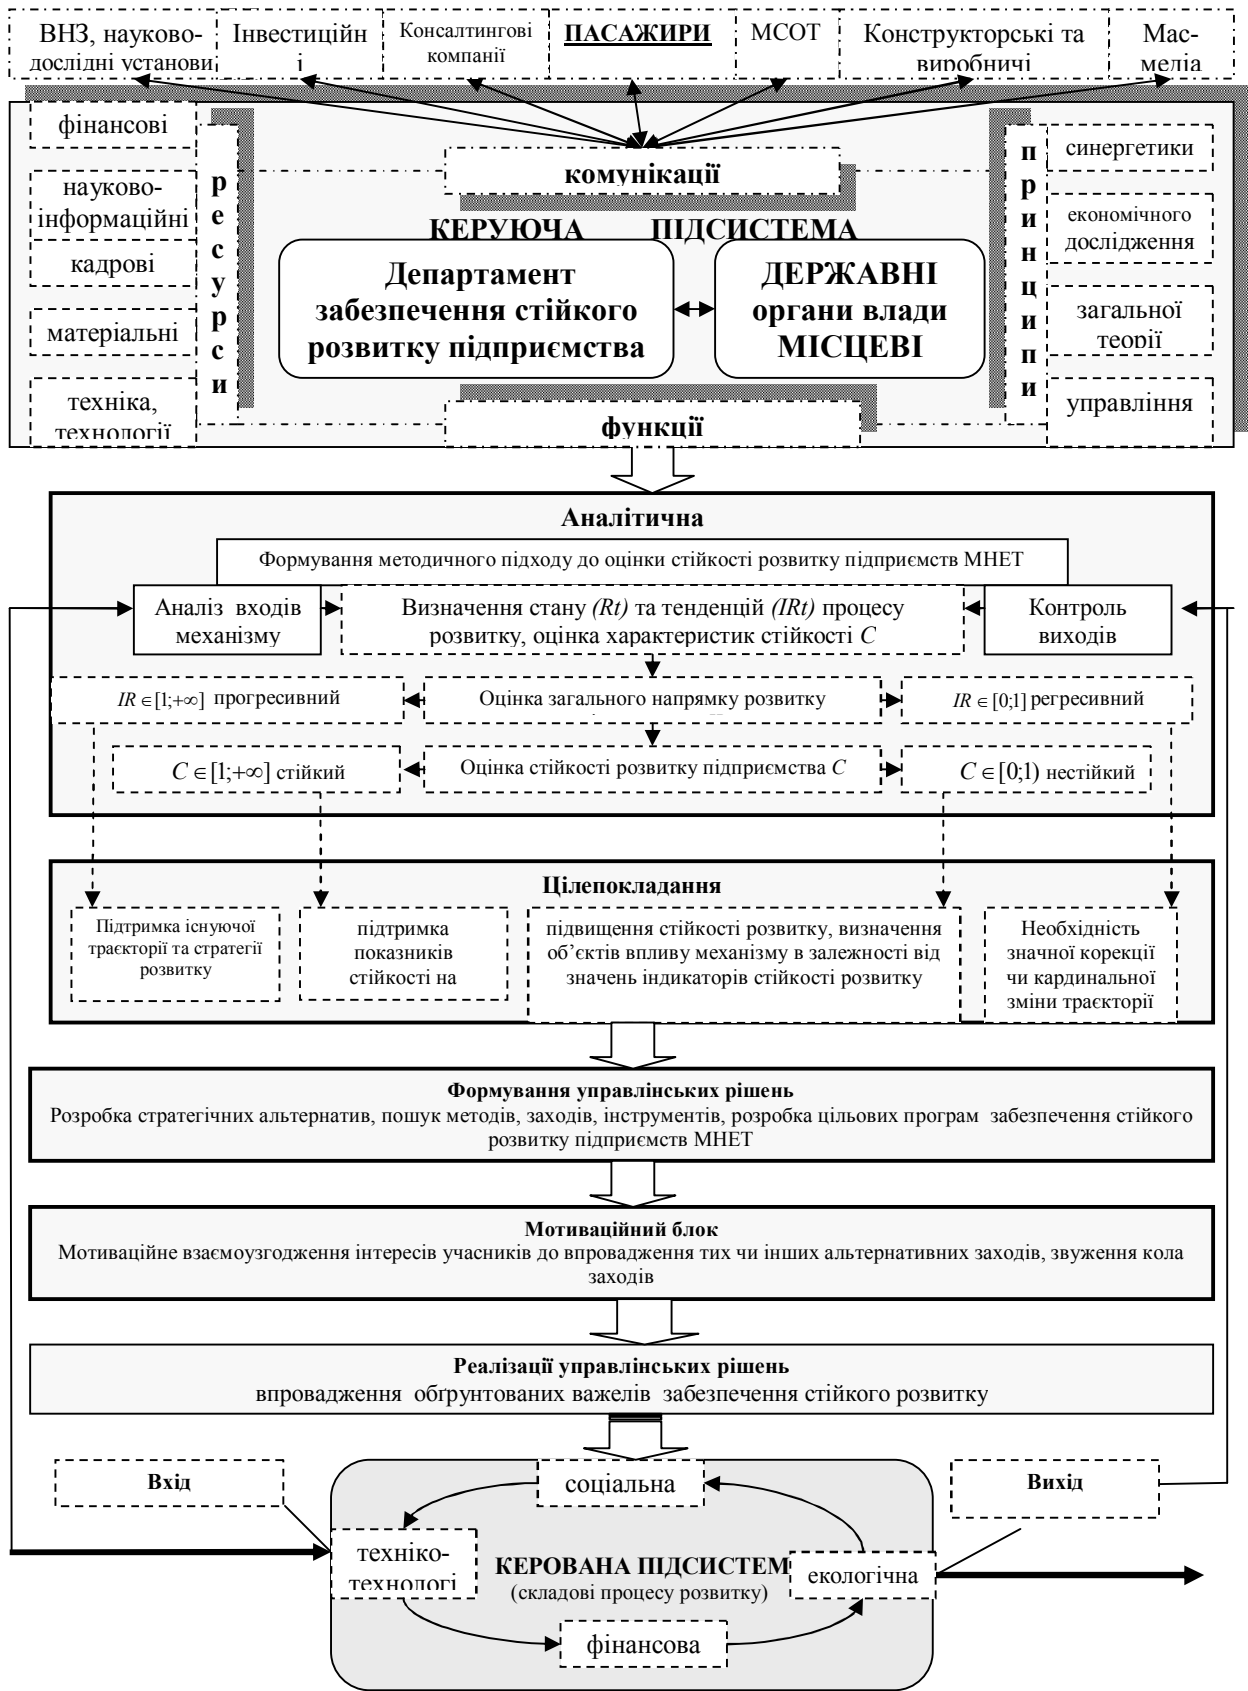 ВНЗ, науково-
дослідні установи
Інвестиційн
і
Консалтингові
компанії
ПАСАЖИРИ
МСОТ
Конструкторські та
виробничі
Мас-
медіа
фінансові
науково-
інформаційні
кадрові
матеріальні
техніка,
технології
ресурси
комунікації
КЕРУЮЧА ПІДСИСТЕМА
Департамент
забезпечення стійкого
розвитку підприємства
ДЕРЖАВНІ
органи влади
МІСЦЕВІ
функції
принципи
синергетики
економічного
дослідження
загальної
теорії
управління
Аналітична
Формування методичного підходу до оцінки стійкості розвитку підприємств МНЕТ
Аналіз входів
механізму
Визначення стану (Rt) та тенденцій (IRt) процесу
розвитку, оцінка характеристик стійкості C
Контроль
виходів
IR ∈ [1;+∞] прогресивний
Оцінка загального напрямку розвитку
IR ∈ [0;1] регресивний
C ∈ [1;+∞] стійкий
Оцінка стійкості розвитку підприємства C
C ∈ [0;1) нестійкий
Цілепокладання
Підтримка існуючої
траєкторії та стратегії
розвитку
підтримка
показників
стійкості на
підвищення стійкості розвитку, визначення
об’єктів впливу механізму в залежності від
значень індикаторів стійкості розвитку
Необхідність
значної корекції
чи кардинальної
зміни траєкторії
Формування управлінських рішень
Розробка стратегічних альтернатив, пошук методів, заходів, інструментів, розробка цільових програм забезпечення стійкого
розвитку підприємств МНЕТ
Мотиваційний блок
Мотиваційне взаємоузгодження інтересів учасників до впровадження тих чи інших альтернативних заходів, звуження кола
заходів
Реалізації управлінських рішень
впровадження обґрунтованих важелів забезпечення стійкого розвитку
Вхід
Вихід
соціальна
техніко-
технологі
КЕРОВАНА ПІДСИСТЕМ
(складові процесу розвитку)
екологічна
фінансова